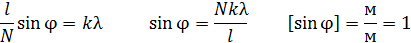 l/N sin φ = kλ     sin φ = Nkλ/l     [sin φ] = м/м = 1